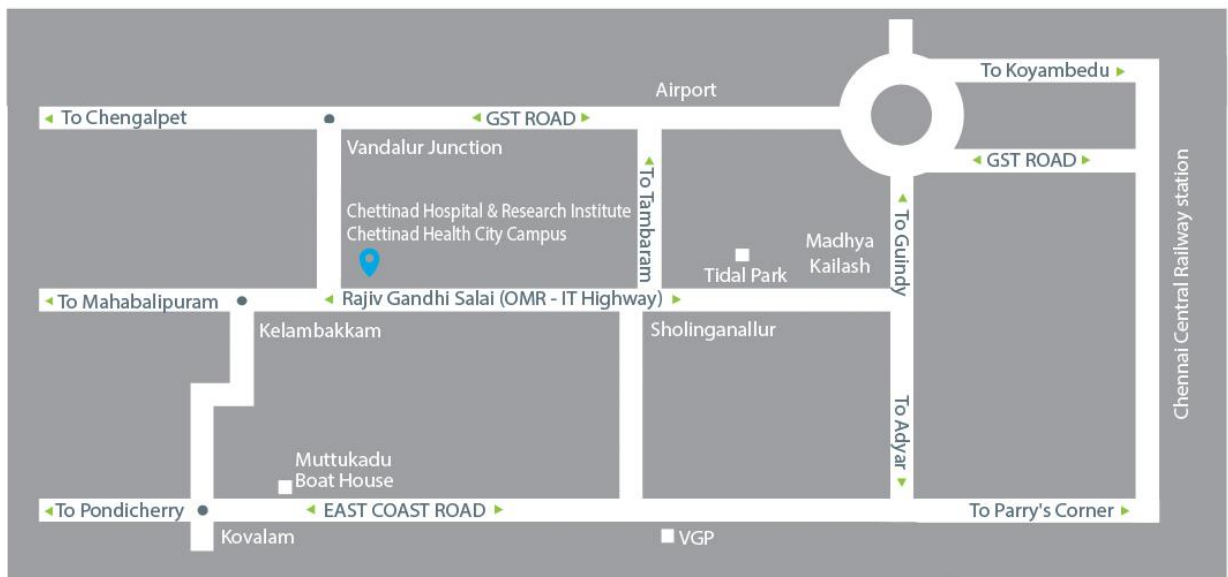 To Koyambedu
Airport
To Chengalpet
GST ROAD
Vandalur Junction
GST ROAD
To Tambaram
Chettinad Hospital & Research Institute
Chettinad Health City Campus
To Guindy
Madhya
Kailash
Tidal Park
Chennai Central Railway station
To Mahabalipuram
Rajiv Gandhi Salai (OMR - IT Highway)
Kelambakkam
Sholinganallur
To Adyar
Muttukadu
Boat House
To Pondicherry
EAST COAST ROAD
To Parry's Corner
Kovalam
VGP